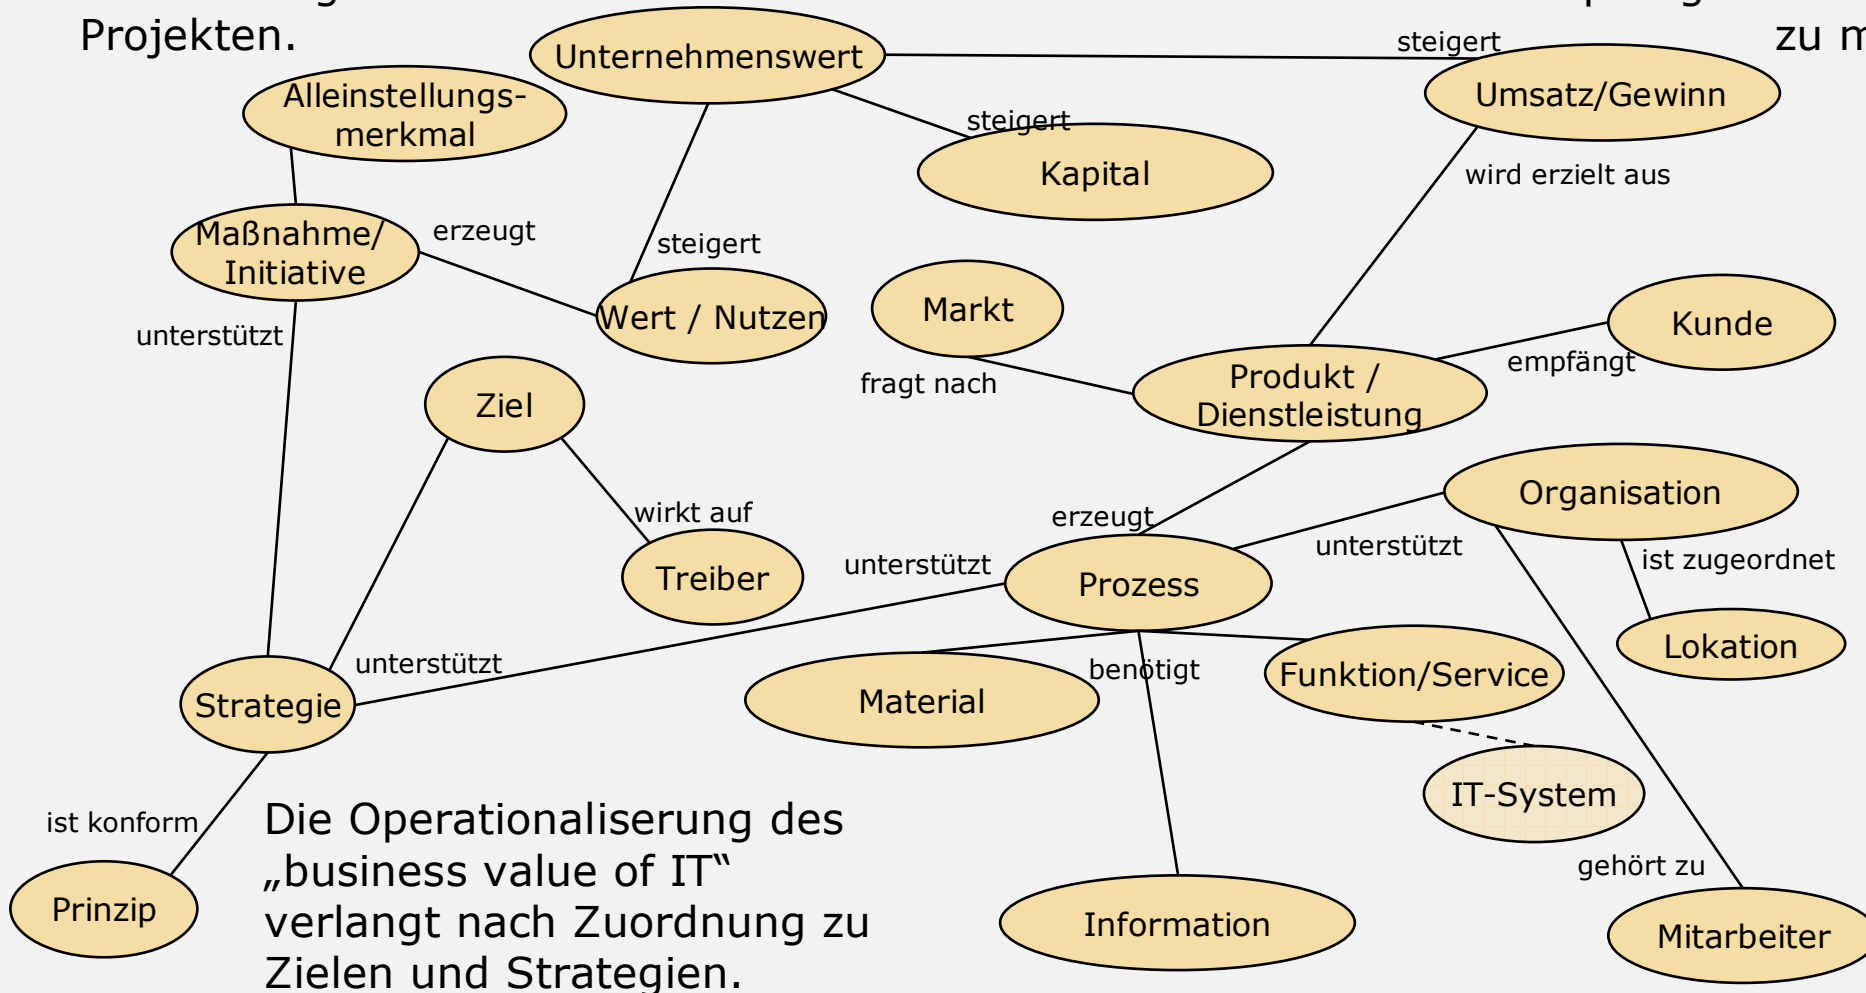 Projekten.
zu
Unternehmenswert
steigert
Umsatz/Gewinn
Alleinstellungs-
merkmal
steigert
Kapital
wird erzielt aus
Maßnahme/
Initiative
erzeugt
steigert
Wert / Nutzen
Markt
Kunde
unterstützt
fragt nach
empfängt
Produkt /
Dienstleistung
Ziel
Organisation
wirkt auf
erzeugt
unterstützt
ist zugeordnet
Treiber
unterstützt
Prozess
Lokation
unterstützt
Strategie
Material
benötigt
Funktion/Service
IT-System
ist konform
Prinzip
Die Operationaliserung des
„business value of IT“
verlangt nach Zuordnung zu
Zielen und Strategien.
gehört zu
Information
Mitarbeiter